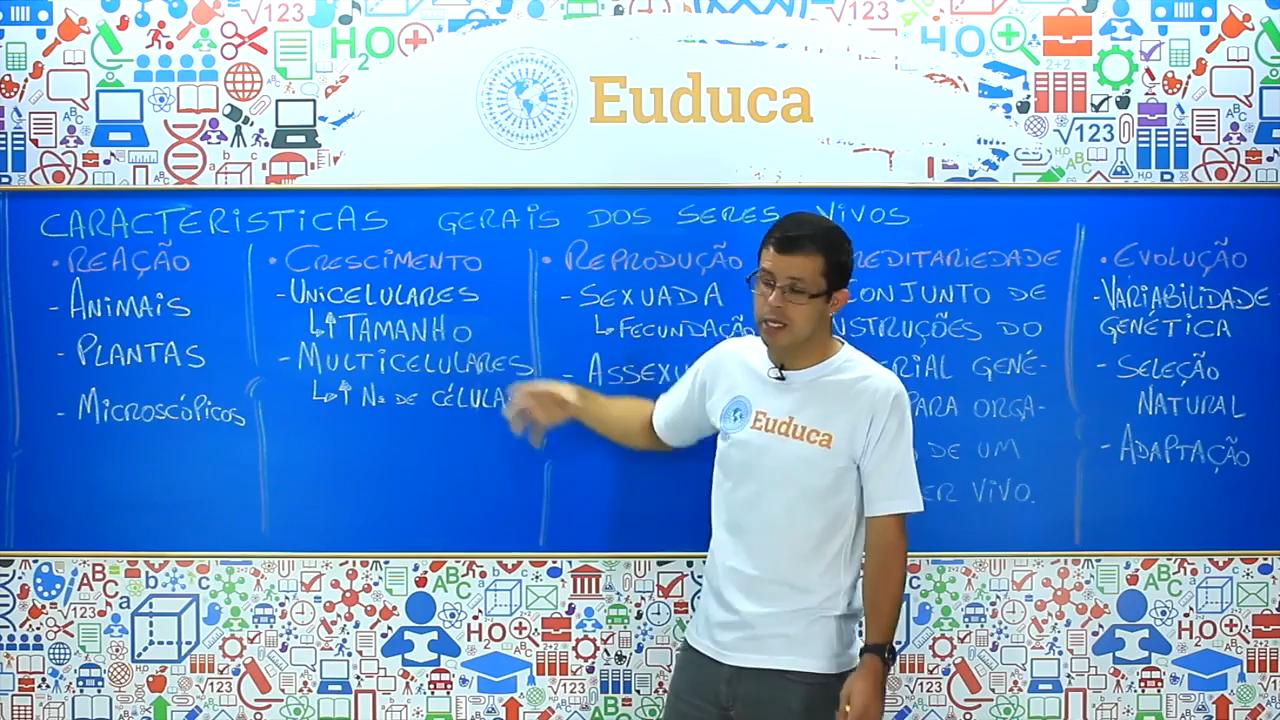 Euduca
CARACTERISTICAS GERAIS DOS SERES VIVOS
• REAÇÃO
- ANIMAIS
- PLANTAS
- MICROSCÓPICOS
• CRESCIMENTO
- UNICELULARES
↳↑ TAMANHO
- MULTICELULARES
↳↑ Nº DE CÉLULA
• REPRODUÇÃO
- SEXUADA
↳ FECUNDAÇÃO
- ASSEXU
REDITARIEDADE
CONJUNTO DE
NSTRUÇÕES DO
RIAL GENÉ-
PARA ORGA-
DE UM
ER VIVO.
• EVOLUÇÃO
- VARIABILIDADE
GENÉTICA
- SELEÇÃO
NATURAL
- ADAPTAÇÃO
Euduca